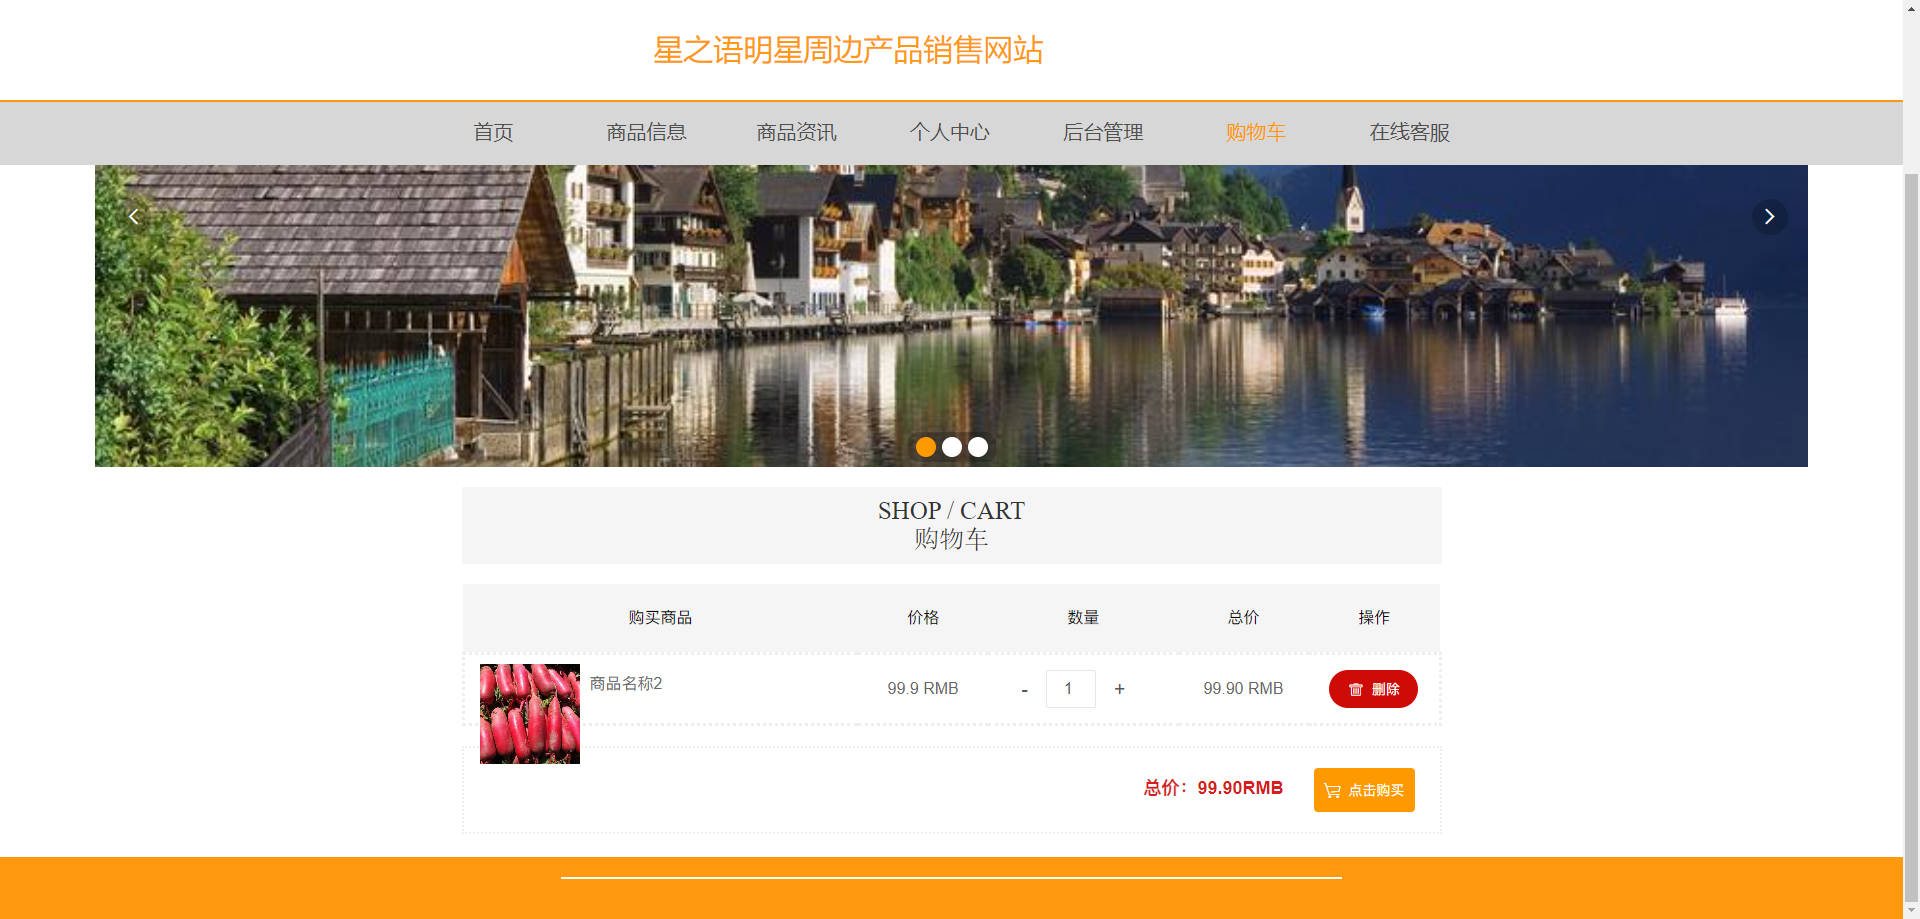 星之语明星周边产品销售网站
首页 商品信息 商品资讯 个人中心 后台管理 购物车 在线客服
SHOP / CART
购物车
购买商品 价格 数量 总价 操作
商品名称2 99.9 RMB - 1 + 99.90 RMB 删除
总价：99.90RMB 点击购买